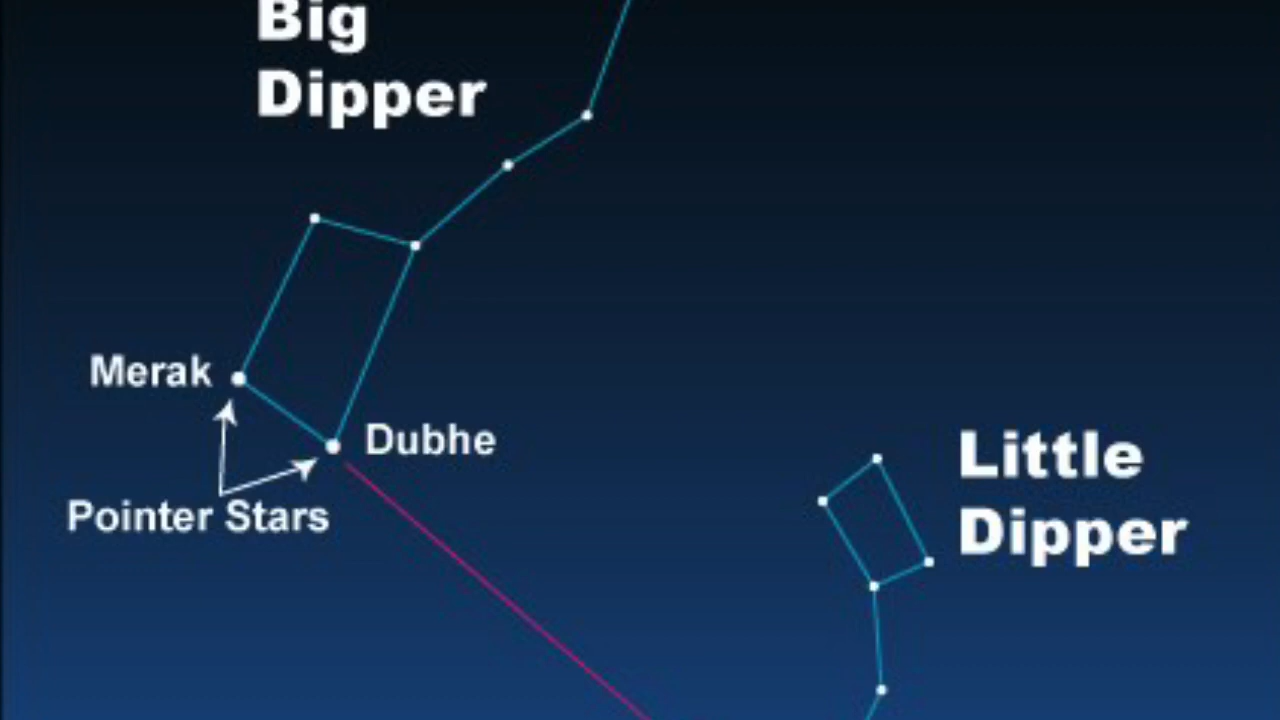 Big
Dipper
Merak
Dubhe
Pointer Stars
Little
Dipper